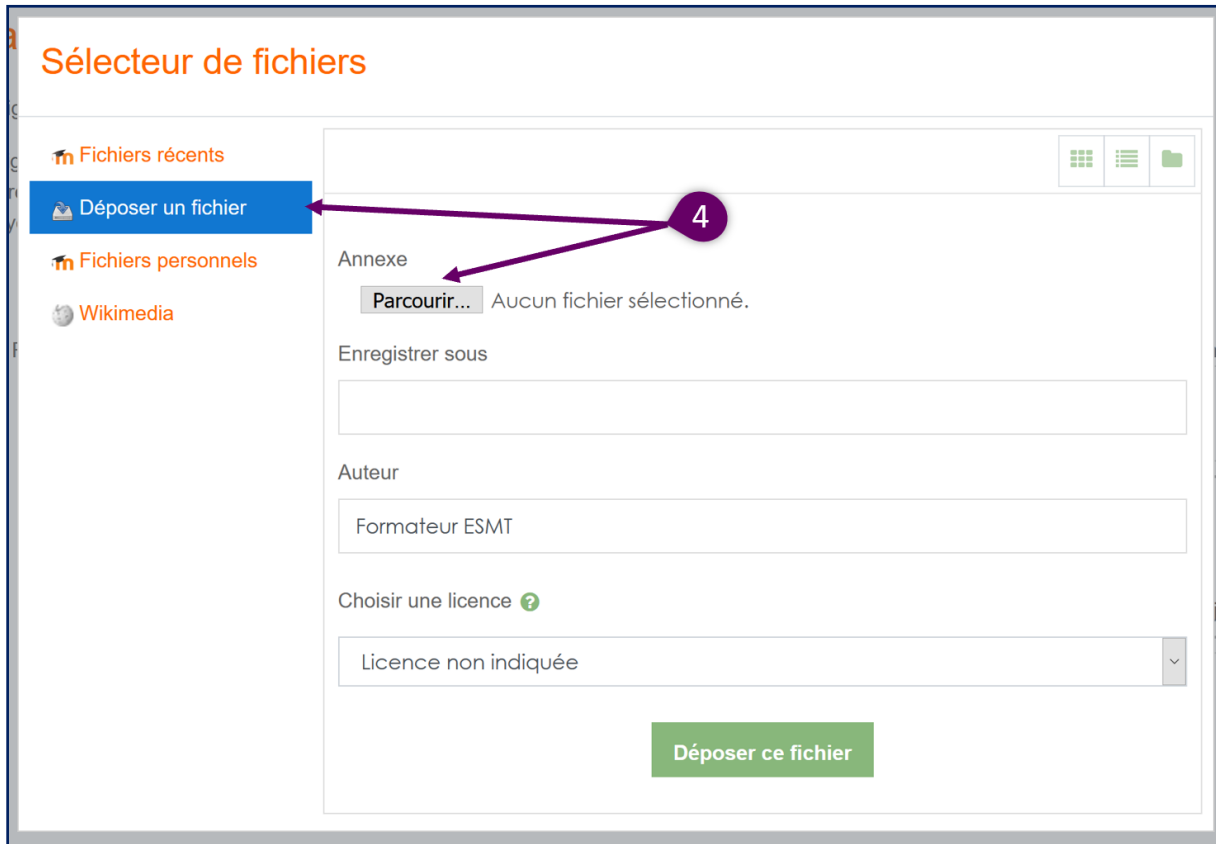 Sélecteur de fichiers
Fichiers récents
Déposer un fichier
Fichiers personnels
Wikimedia
4
Annexe
Parcourir... Aucun fichier sélectionné.
Enregistrer sous
Auteur
Formateur ESMT
Choisir une licence ?
Licence non indiquée
Déposer ce fichier